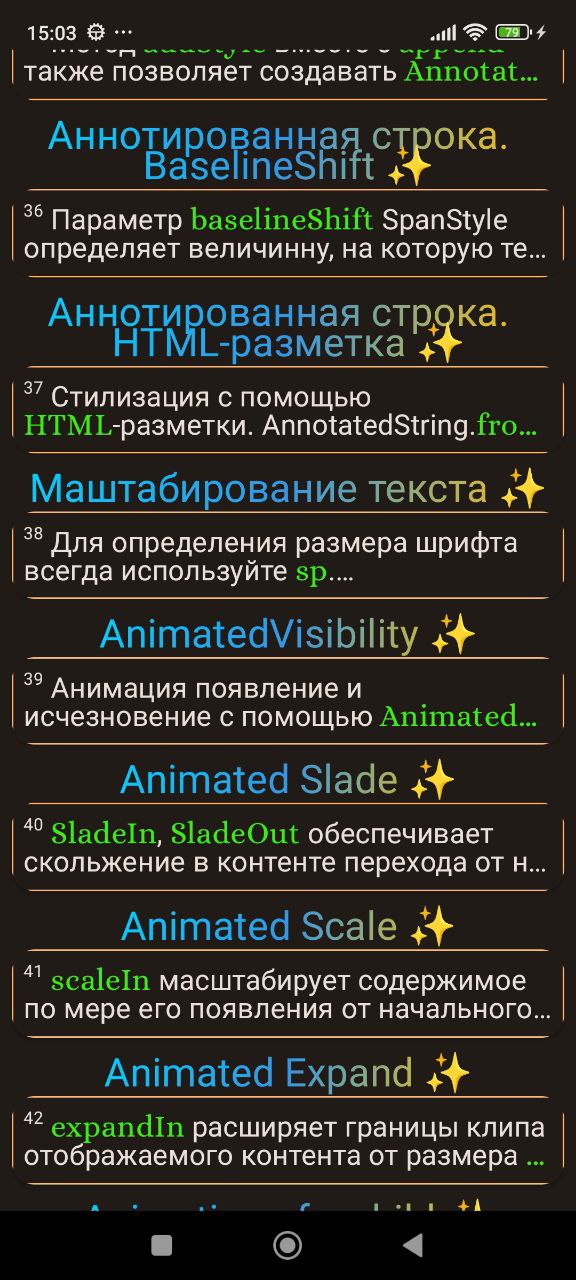 15:03 ...
79
Метод addStyle вместо с append
также позволяет создавать Annotat...
Аннотированная строка.
BaselineShift ✨
36 Параметр baselineShift SpanStyle
определяет величинну, на которую те...
Аннотированная строка.
HTML-разметка ✨
37 Стилизация с помощью
HTML-разметки. AnnotatedString.fro...
Маштабирование текста ✨
38 Для определения размера шрифта
всегда используйте sp....
AnimatedVisibility ✨
39 Анимация появление и
исчезновение с помощью Animated...
Animated Slade ✨
40 SladeIn, SladeOut обеспечивает
скольжение в контенте перехода от н...
Animated Scale ✨
41 scaleIn масштабирует содержимое
по мере его появления от начального...
Animated Expand ✨
42 expandIn расширяет границы клипа
отображаемого контента от размера ...